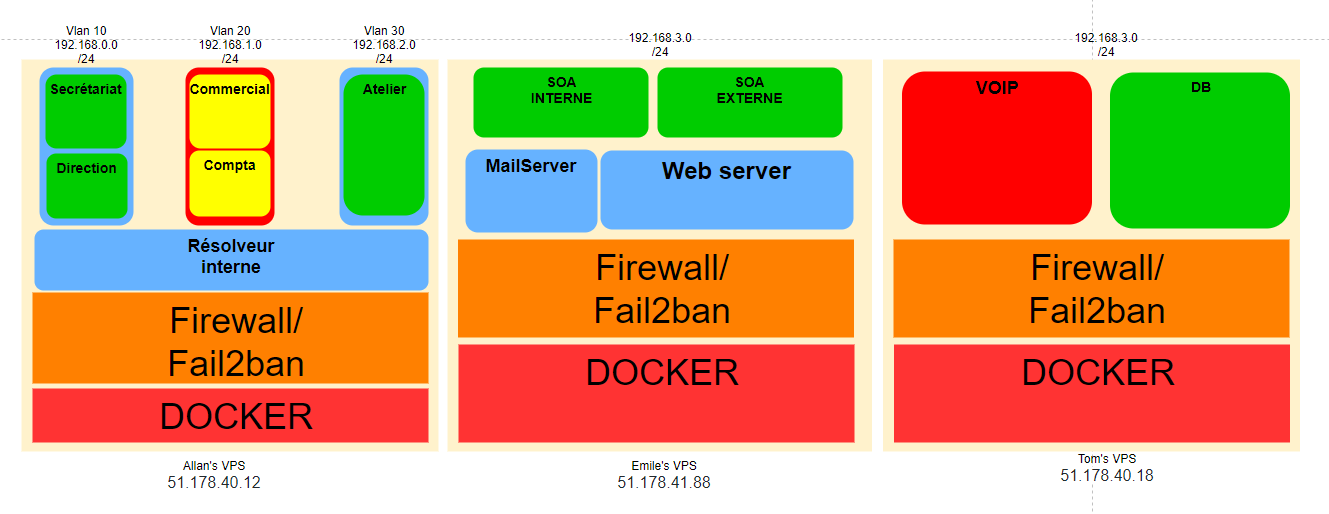 Vlan 10
192.168.0.0
/24
Vlan 20
192.168.1.0
/24
Vlan 30
192.168.2.0
/24
Secrétariat
Direction
Commercial
Compta
Atelier
Résolveur
interne
Firewall/
Fail2ban
DOCKER
Allan's VPS
51.178.40.12
192.168.3.0
/24
SOA
INTERNE
SOA
EXTERNE
MailServer
Web server
Firewall/
Fail2ban
DOCKER
Emile's VPS
51.178.41.88
192.168.3.0
/24
VOIP
DB
Firewall/
Fail2ban
DOCKER
Tom's VPS
51.178.40.18